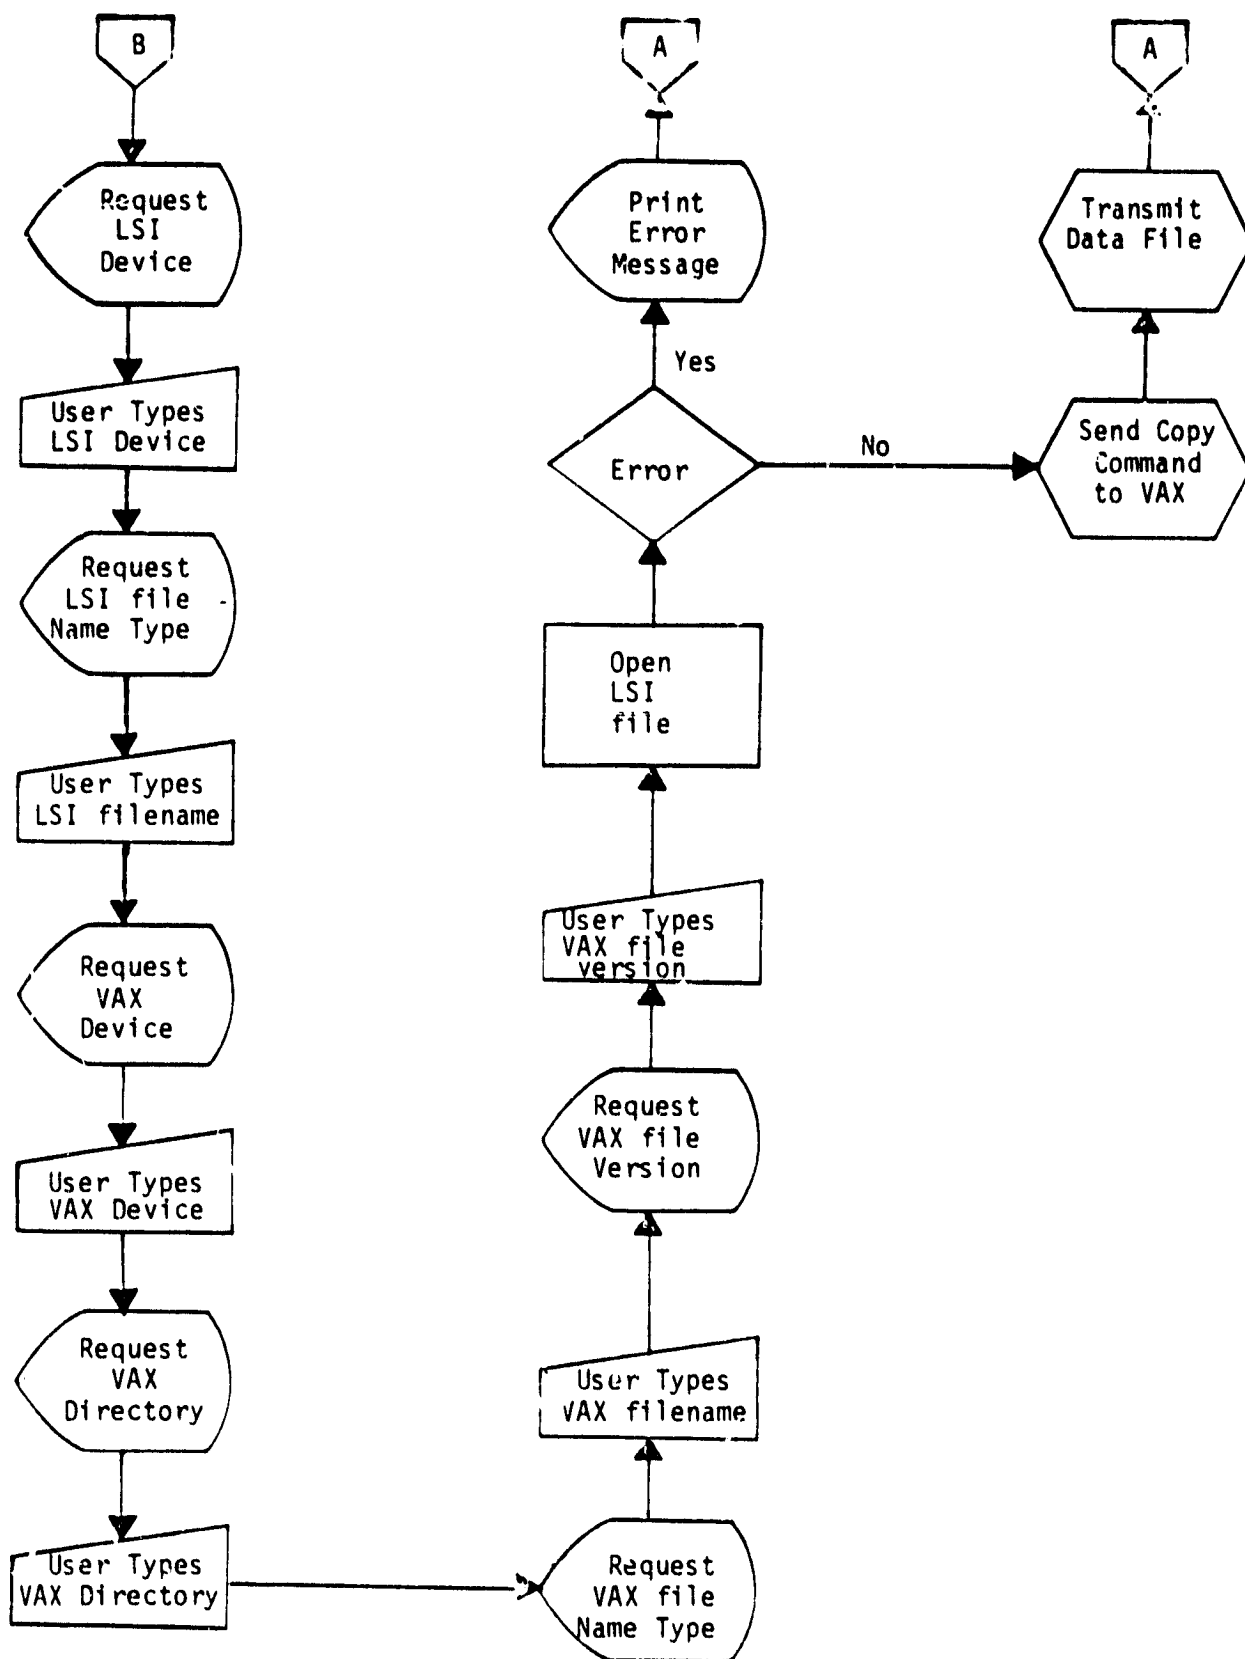 B
Request
LSI
Device
User Types
LSI Device
Request
LSI file
Name Type
User Types
LSI filename
Request
VAX
Device
User Types
VAX Device
Request
VAX
Directory
User Types
VAX Directory
A
Print
Error
Message
Yes
Error
No
Open
LSI
file
User Types
VAX file
version
Request
VAX file
Version
User Types
VAX filename
Request
VAX file
Name Type
A
Transmit
Data File
Send Copy
Command
to VAX